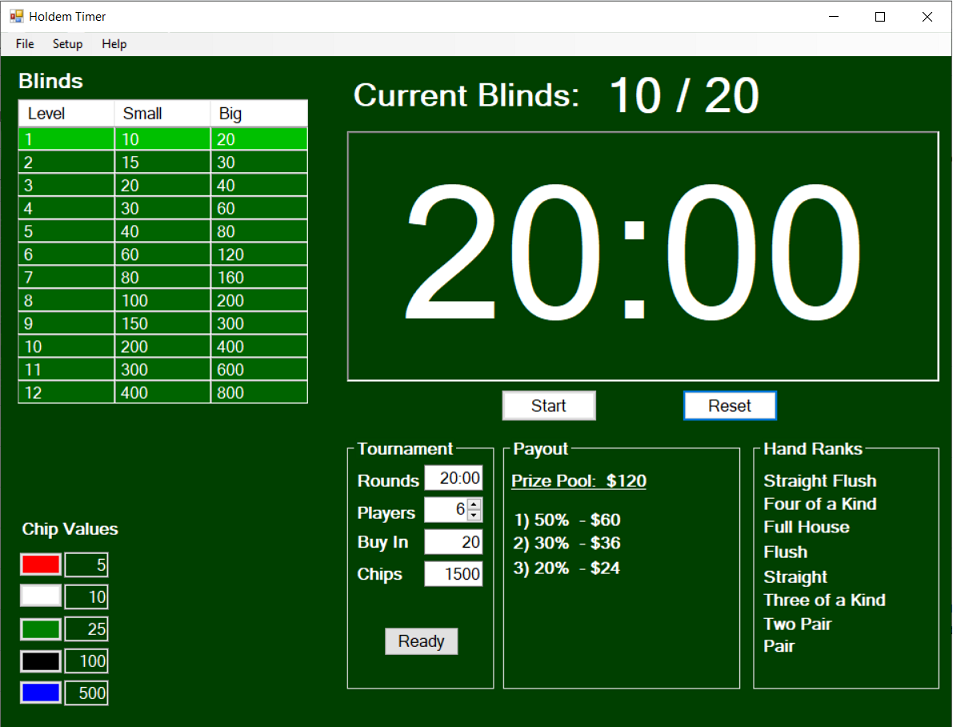 Holdem Timer
File Setup Help
Blinds
Level Small Big
1 10 20
2 15 30
3 20 40
4 30 60
5 40 80
6 60 120
7 80 160
8 100 200
9 150 300
10 200 400
11 300 600
12 400 800
Chip Values
5
10
25
100
500
Current Blinds: 10 / 20
20:00
Start Reset
Tournament
Rounds 20:00
Players 6
Buy In 20
Chips 1500
Ready
Payout
Prize Pool: $120
1) 50% - $60
2) 30% - $36
3) 20% - $24
Hand Ranks
Straight Flush
Four of a Kind
Full House
Flush
Straight
Three of a Kind
Two Pair
Pair